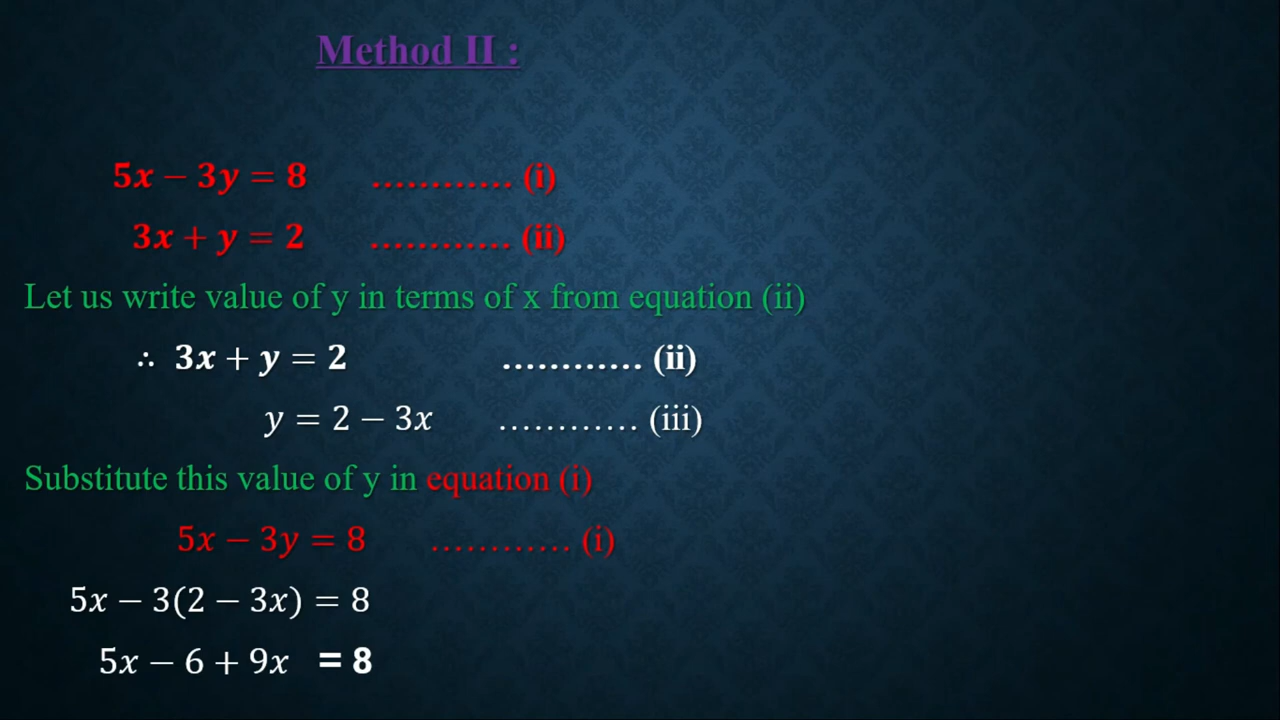 Method II :
5x − 3y = 8 ………… (i)
3x + y = 2 ………… (ii)
Let us write value of y in terms of x from equation (ii)
∴ 3x + y = 2 ………… (ii)
y = 2 − 3x ………… (iii)
Substitute this value of y in equation (i)
5x − 3y = 8 ………… (i)
5x − 3(2 − 3x) = 8
5x − 6 + 9x = 8